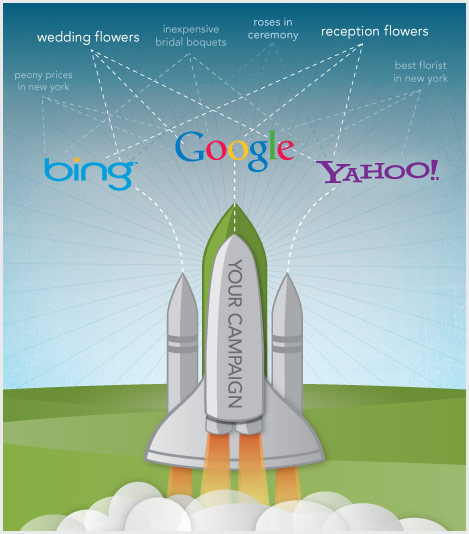 wedding flowers
inexpensive
bridal boquets
roses in
ceremony
reception flowers
peony prices
in new york
best florist
in new york
bing™
Google
YAHOO!
YOUR CAMPAIGN